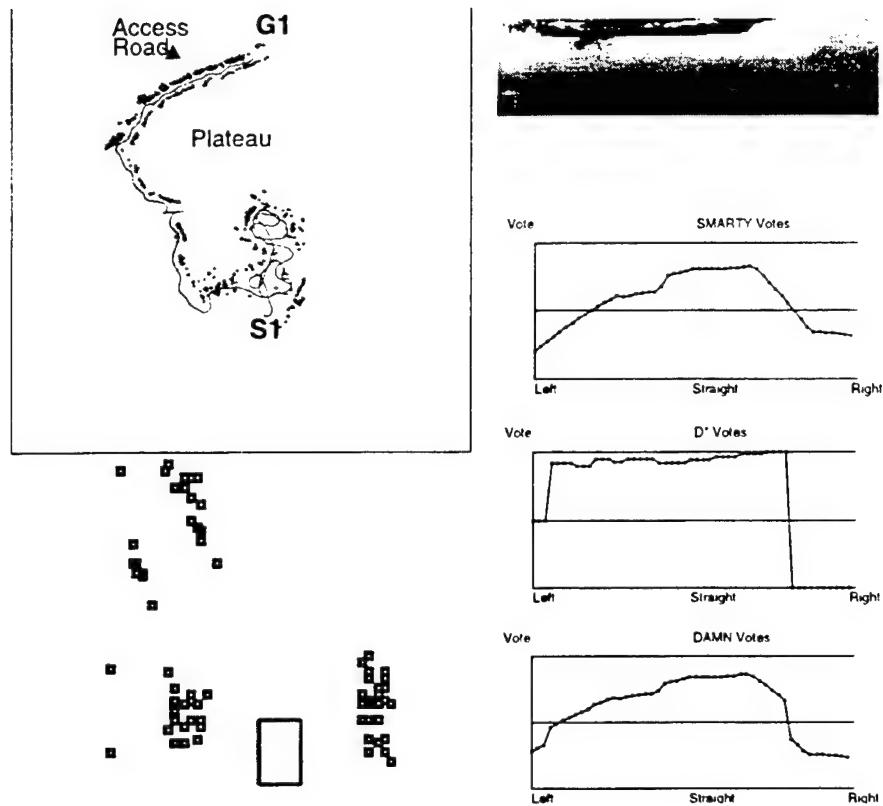 Access
Road
G1
Plateau
S1
Vote SMARTY Votes
Left Straight Right
Vote D* Votes
Left Straight Right
Vote DAMN Votes
Left Straight Right